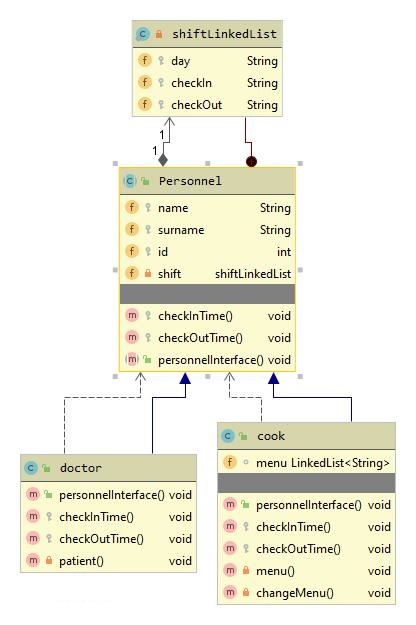 shiftLinkedList
day String
checkIn String
checkOut String
1
1
Personnel
name String
surname String
id int
shift shiftLinkedList
checkInTime() void
checkOutTime() void
personnelInterface() void
doctor
personnelInterface() void
checkInTime() void
checkOutTime() void
patient() void
cook
menu LinkedList<String>
personnelInterface() void
checkInTime() void
checkOutTime() void
menu() void
changeMenu() void